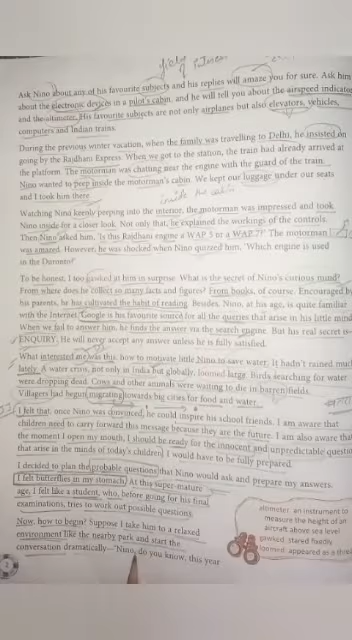 of
Ask Nino about any of his favourite subjects and his replies will amaze you for sure. Ask him
about the electronic devices in a pilot's cabin, and he will tell you about the airspeed indicator
and the altimeter. His favourite subjects are not only airplanes but also elevators, vehicles,
computers and Indian trains.
During the previous winter vacation, when the family was travelling to Delhi, he insisted on
going by the Rajdhani Express. When we got to the station, the train had already arrived at
the platform. The motorman was chatting near the engine with the guard of the train.
Nino wanted to peep inside the motorman's cabin. We kept our luggage under our seats
and I took him there.
inside the cabin
Watching Nino keenly peeping into the interior, the motorman was impressed and took
Nino inside for a closer look. Not only that, he explained the workings of the controls.
Then Nino asked him, 'Is this Rajdhani engine a WAP 5 or a WAP 7?' The motorman
was amazed. However, he was shocked when Nino quizzed him, 'Which engine is used
in the Duronto?'
To be honest, I too gawked at him in surprise. What is the secret of Nino's curious mind?
From where does he collect so many facts and figures? From books, of course. Encouraged by
his parents, he has cultivated the habit of reading. Besides, Nino, at his age, is quite familiar
with the Internet. Google is his favourite source for all the queries that arise in his little mind
When we fail to answer him, he finds the answer via the search engine. But his real secret is
ENQUIRY. He will never accept any answer unless he is fully satisfied.
What interested me was this, how to motivate little Nino to save water. It hadn't rained much
lately. A water crisis, not only in India but globally, loomed large. Birds searching for water
were dropping dead. Cows and other animals were waiting to die in barren fields.
Villagers had begun migrating towards big cities for food and water.
I felt that, once Nino was convinced, he could inspire his school friends. I am aware that
children need to carry forward this message because they are the future. I am also aware that
the moment I open my mouth, I should be ready for the innocent and unpredictable questio
that arise in the minds of today's children. I would have to be fully prepared.
I decided to plan the probable questions that Nino would ask and prepare my answers.
I felt butterflies in my stomach. At this super-mature
age, I felt like a student, who, before going for his final
examinations, tries to work out possible questions.
Now, how to begin? Suppose I take him to a relaxed
environment like the nearby park and start the
conversation dramatically—'Nino, do you know, this year
altimeter: an instrument to
measure the height of an
aircraft above sea level
gawked: stared fixedly
loomed: appeared as a threa
2